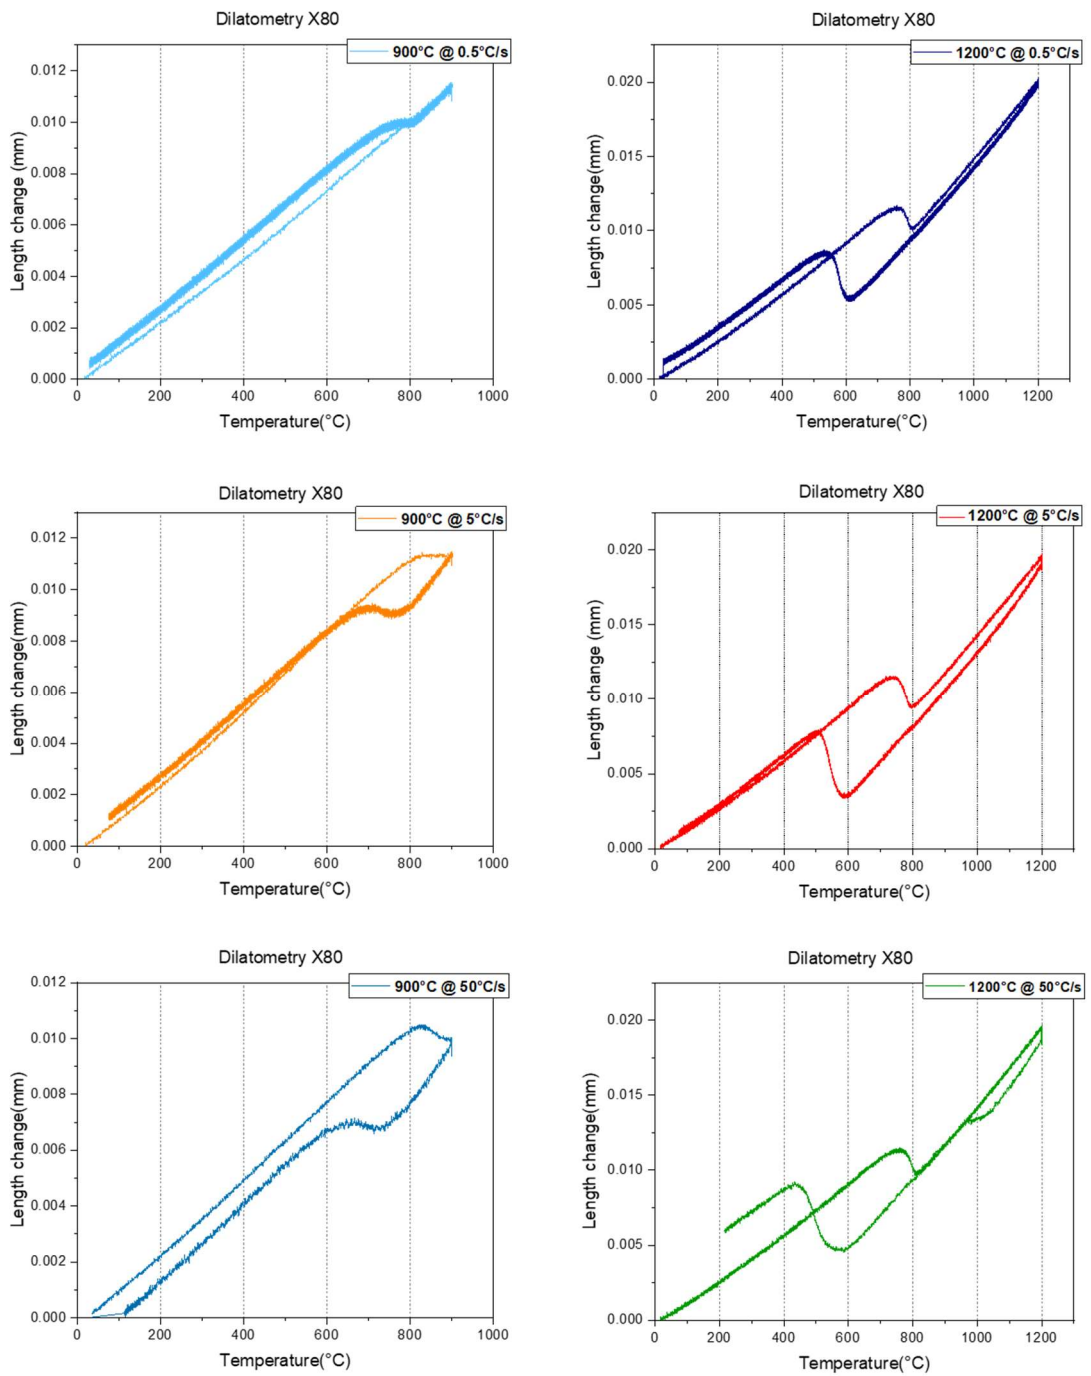 Dilatometry X80
900°C @ 0.5°C/s
Length change (mm)
0.012
0.010
0.008
0.006
0.004
0.002
0.000
0 200 400 600 800 1000
Temperature(°C)
Dilatometry X80
1200°C @ 0.5°C/s
Length change(mm)
0.020
0.015
0.010
0.005
0.000
0 200 400 600 800 1000 1200
Temperature(°C)
Dilatometry X80
900°C @ 5°C/s
Length change(mm)
0.012
0.010
0.008
0.006
0.004
0.002
0.000
0 200 400 600 800 1000
Temperature(°C)
Dilatometry X80
1200°C @ 5°C/s
Length change (mm)
0.020
0.015
0.010
0.005
0.000
0 200 400 600 800 1000 1200
Temperature(°C)
Dilatometry X80
900°C @ 50°C/s
Length change(mm)
0.012
0.010
0.008
0.006
0.004
0.002
0.000
0 200 400 600 800 1000
Temperature(°C)
Dilatometry X80
1200°C @ 50°C/s
Length change(mm)
0.020
0.015
0.010
0.005
0.000
0 200 400 600 800 1000 1200
Temperature(°C)